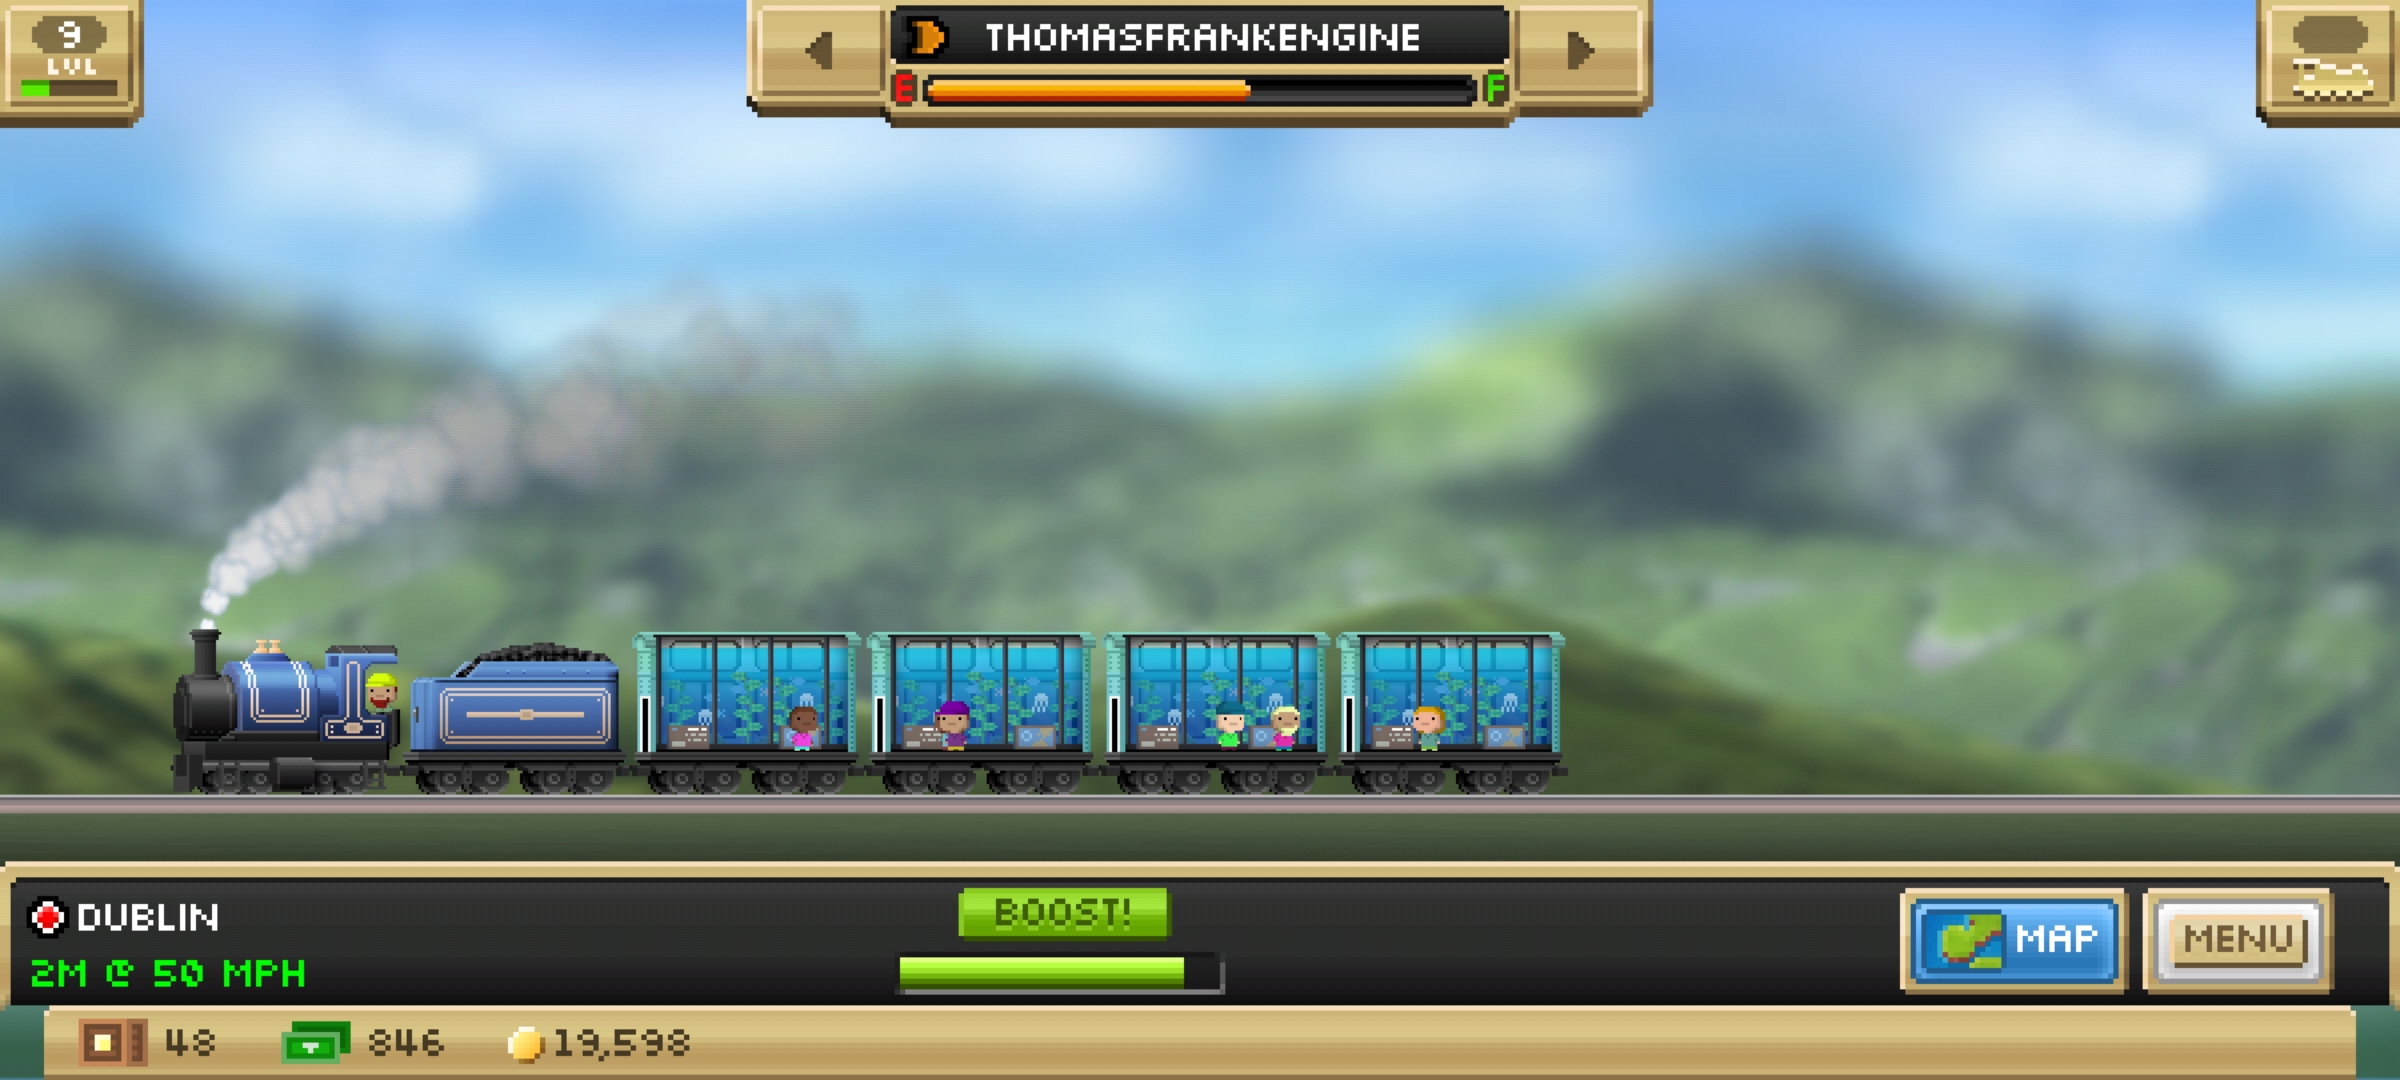 9
LVL
THOMASFRANKENGINE
E F
DUBLIN
2M @ 50 MPH
BOOST!
MAP
MENU
48
846
19,598